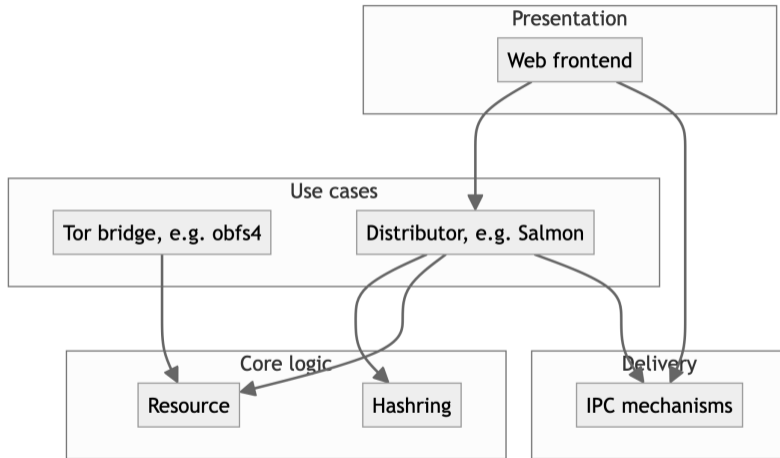 Presentation
Web frontend
Use cases
Tor bridge, e.g. obfs4
Distributor, e.g. Salmon
Core logic
Delivery
Resource
Hashring
IPC mechanisms